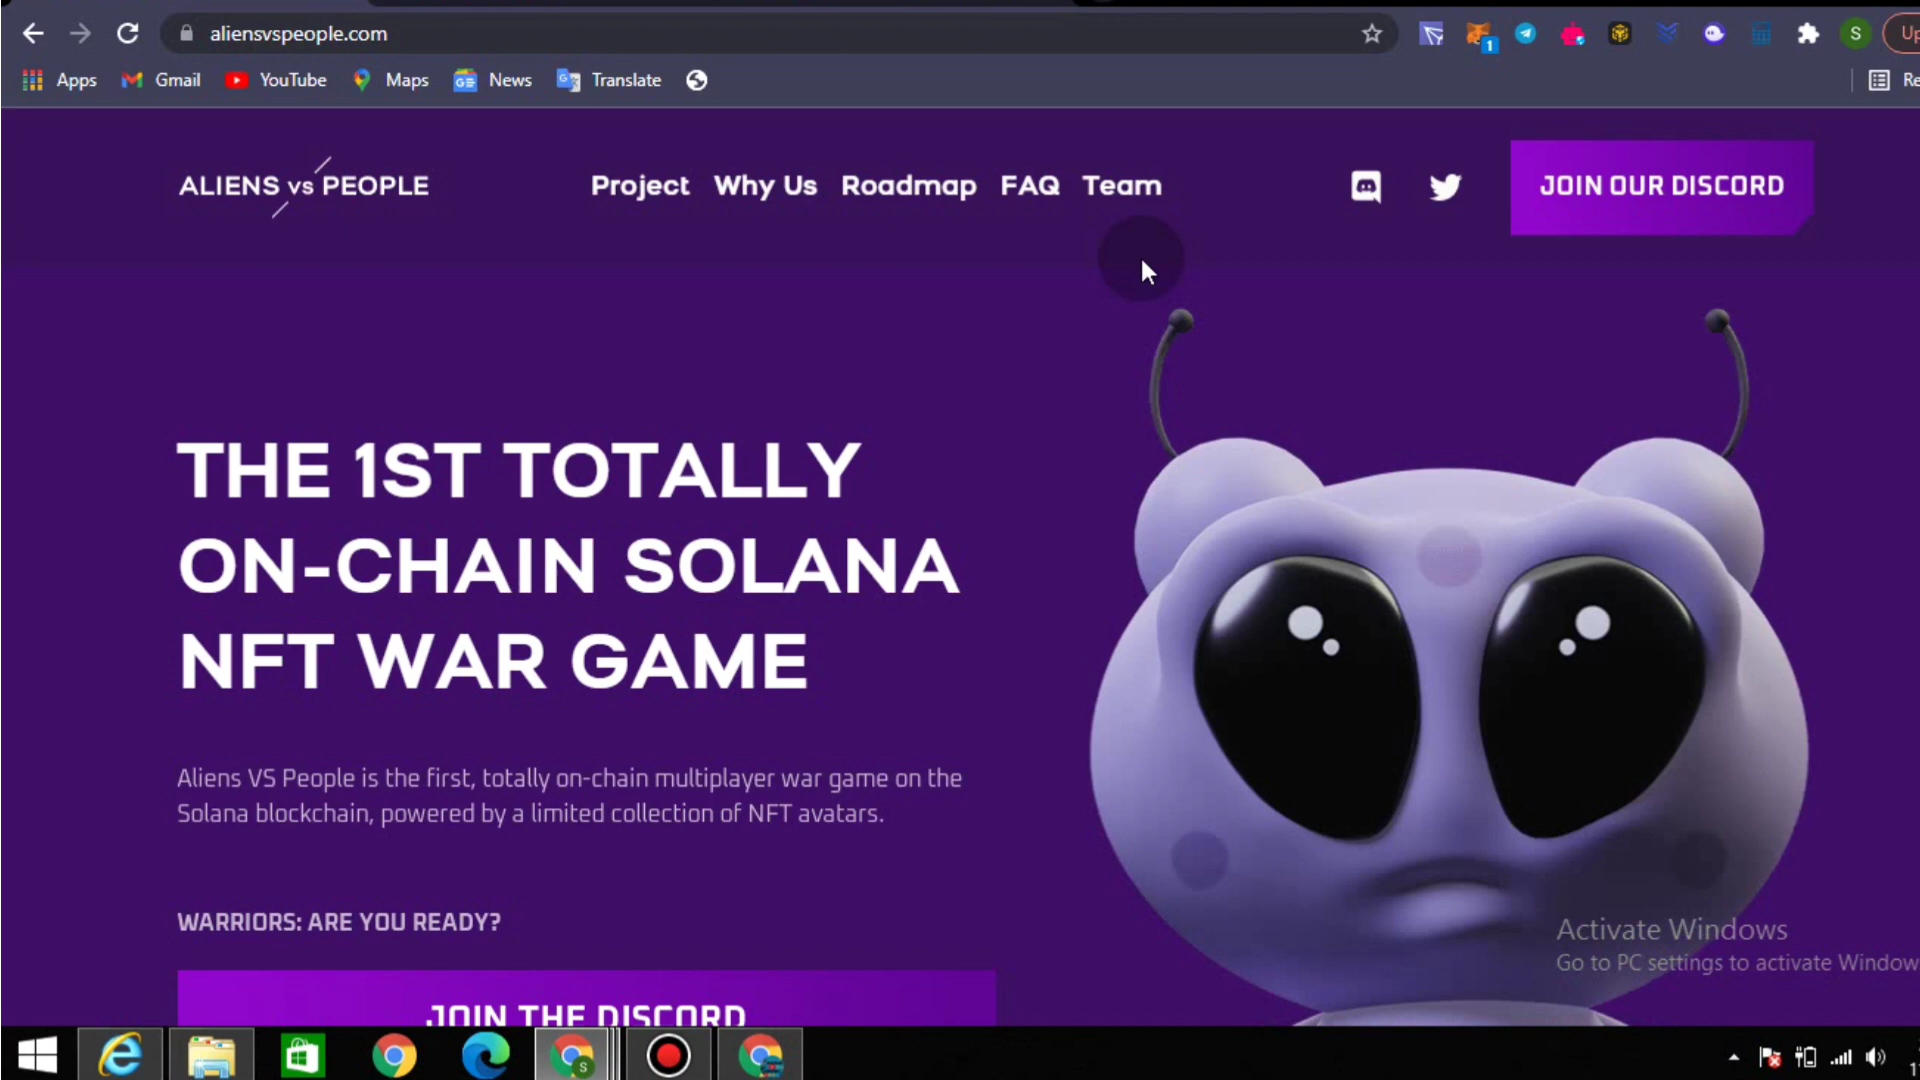 aliensvspeople.com
1
S
Apps
Gmail
YouTube
Maps
News
Translate
ALIENS vs PEOPLE
Project
Why Us
Roadmap
FAQ
Team
JOIN OUR DISCORD
THE 1ST TOTALLY
ON-CHAIN SOLANA
NFT WAR GAME
Aliens VS People is the first, totally on-chain multiplayer war game on the
Solana blockchain, powered by a limited collection of NFT avatars.
WARRIORS: ARE YOU READY?
JOIN THE DISCORD
Activate Windows
Go to PC settings to activate Window